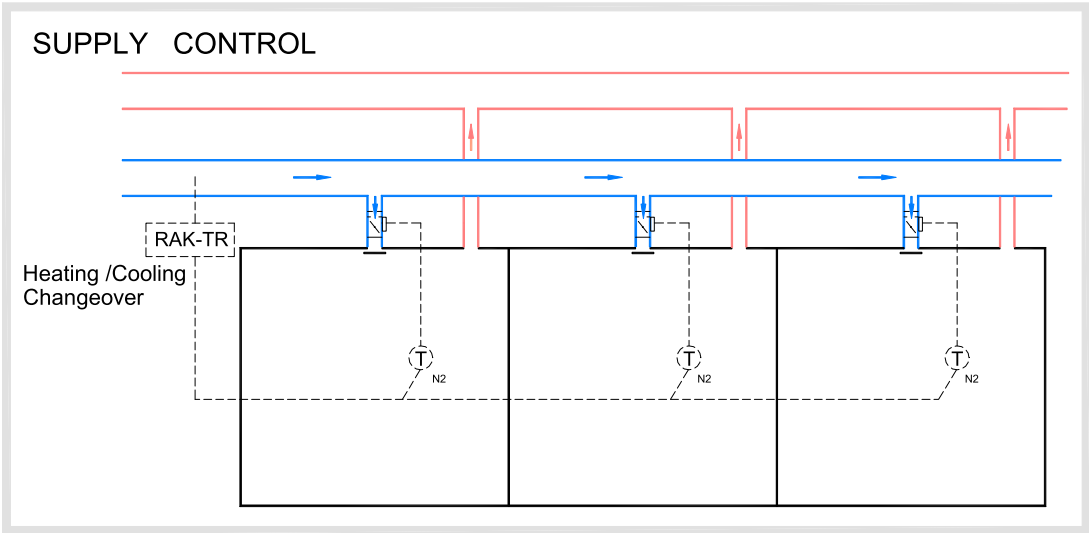 SUPPLY CONTROL
RAK-TR
Heating /Cooling
Changeover
T
N2
T
N2
T
N2